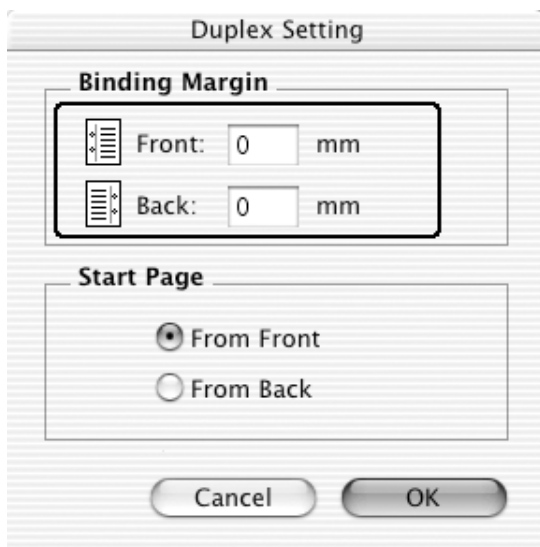 Duplex Setting
Binding Margin
Front: 0 mm
Back: 0 mm
Start Page
From Front
From Back
Cancel OK